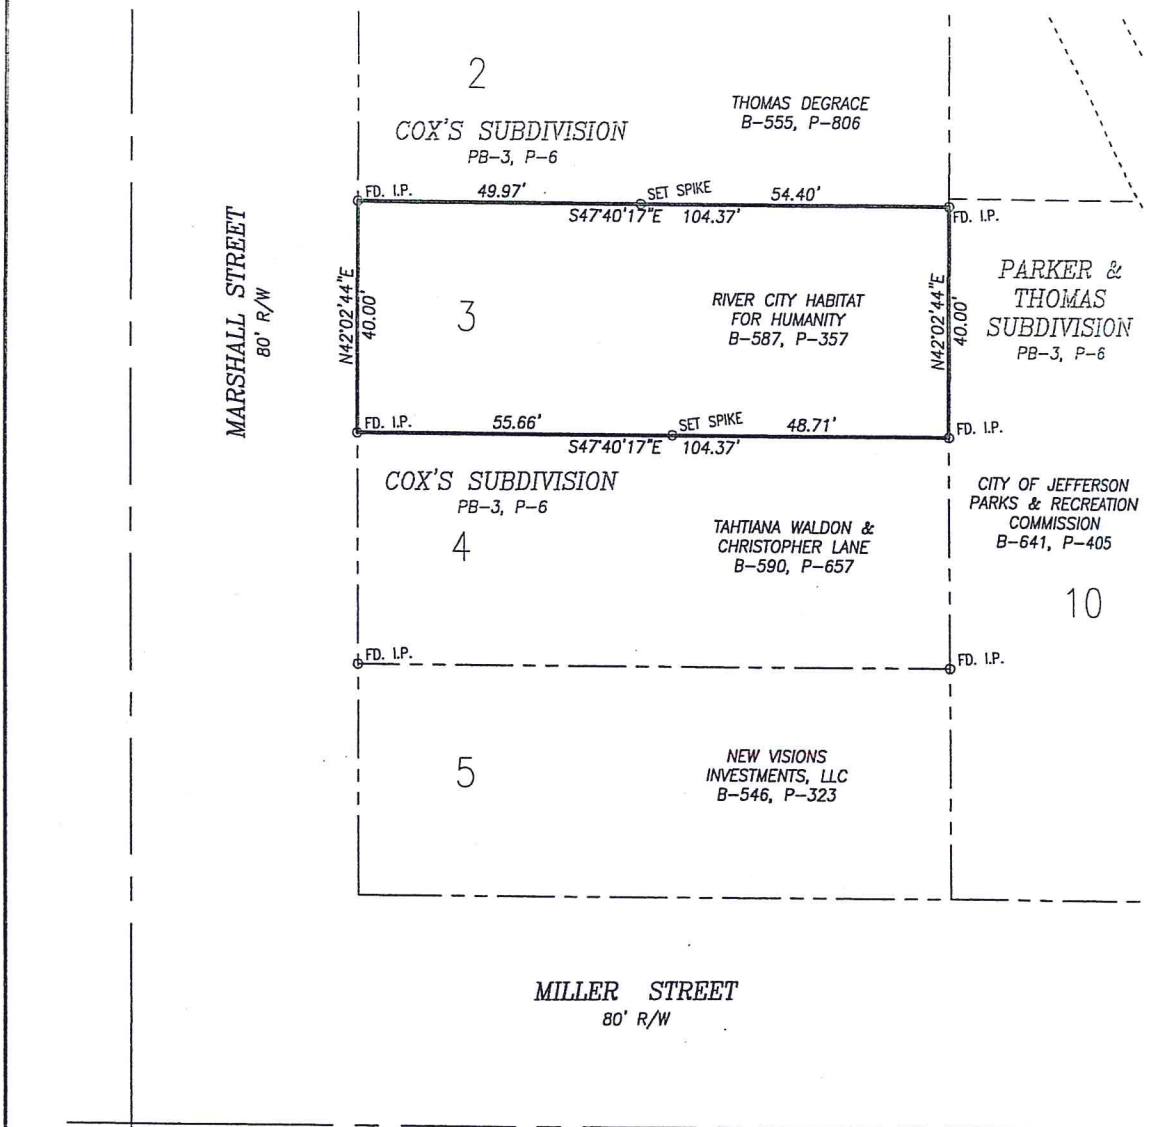 2
COX'S SUBDIVISION
PB-3, P-6
THOMAS DEGRACE
B-555, P-806
FD. I.P.
49.97'
SET SPIKE
54.40'
S47°40'17"E 104.37'
FD. I.P.
MARSHALL STREET
80' R/W
N42°02'44"E
40.00'
3
RIVER CITY HABITAT
FOR HUMANITY
B-587, P-357
N42°02'44"E
40.00'
PARKER &
THOMAS
SUBDIVISION
PB-3, P-6
FD. I.P.
55.66'
SET SPIKE
48.71'
FD. I.P.
S47°40'17"E 104.37'
COX'S SUBDIVISION
PB-3, P-6
4
TAHTIANA WALDON &
CHRISTOPHER LANE
B-590, P-657
CITY OF JEFFERSON
PARKS & RECREATION
COMMISSION
B-641, P-405
10
FD. I.P.
FD. I.P.
5
NEW VISIONS
INVESTMENTS, LLC
B-546, P-323
MILLER STREET
80' R/W